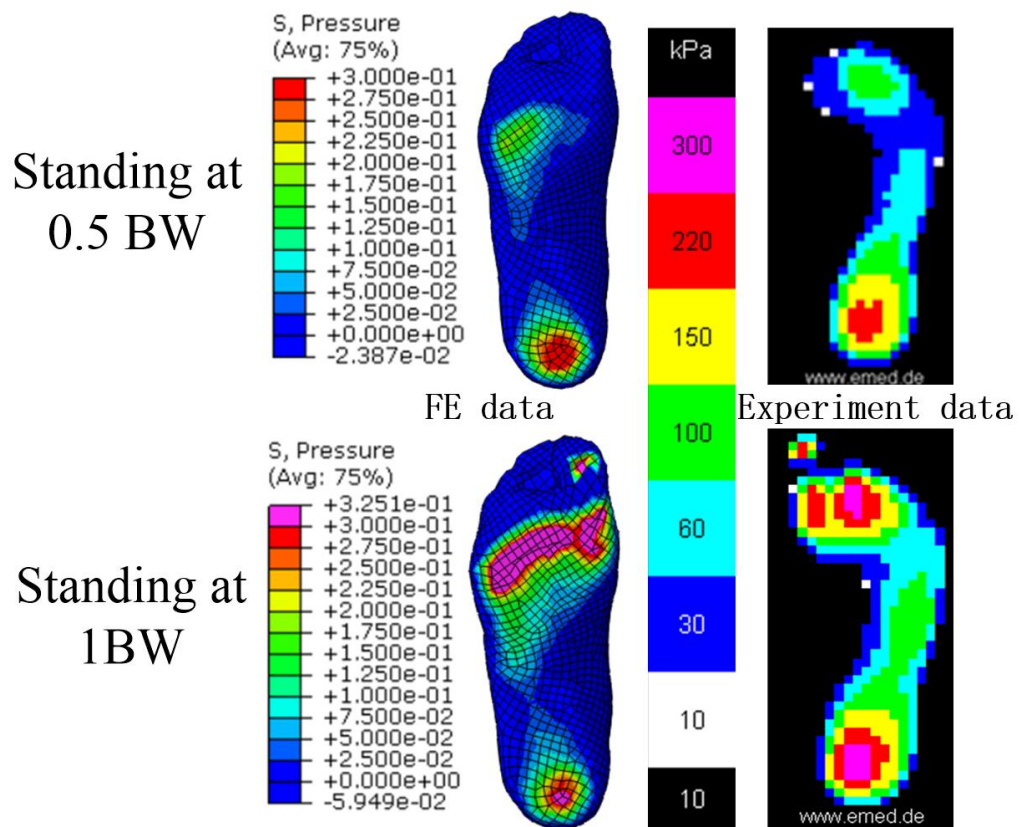 S, Pressure
(Avg: 75%)
+3.000e-01
+2.750e-01
+2.500e-01
+2.250e-01
+2.000e-01
+1.750e-01
+1.500e-01
+1.250e-01
+1.000e-01
+7.500e-02
+5.000e-02
+2.500e-02
+0.000e+00
-2.387e-02
Standing at
0.5 BW
kPa
300
220
150
100
60
30
10
10
www.emed.de
FE data
Experiment data
S, Pressure
(Avg: 75%)
+3.251e-01
+3.000e-01
+2.750e-01
+2.500e-01
+2.250e-01
+2.000e-01
+1.750e-01
+1.500e-01
+1.250e-01
+1.000e-01
+7.500e-02
+5.000e-02
+2.500e-02
+0.000e+00
-5.949e-02
Standing at
1BW
www.emed.de